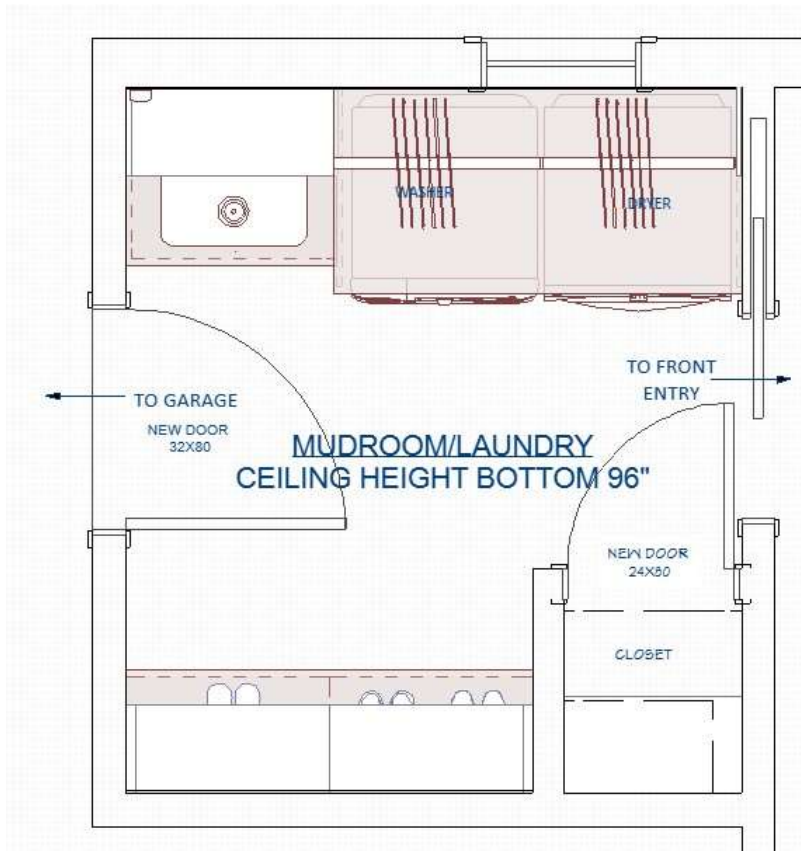 WASHER
DRYER
TO GARAGE
NEW DOOR
32X80
TO FRONT
ENTRY
MUDROOM/LAUNDRY
CEILING HEIGHT BOTTOM 96"
NEW DOOR
24X80
CLOSET